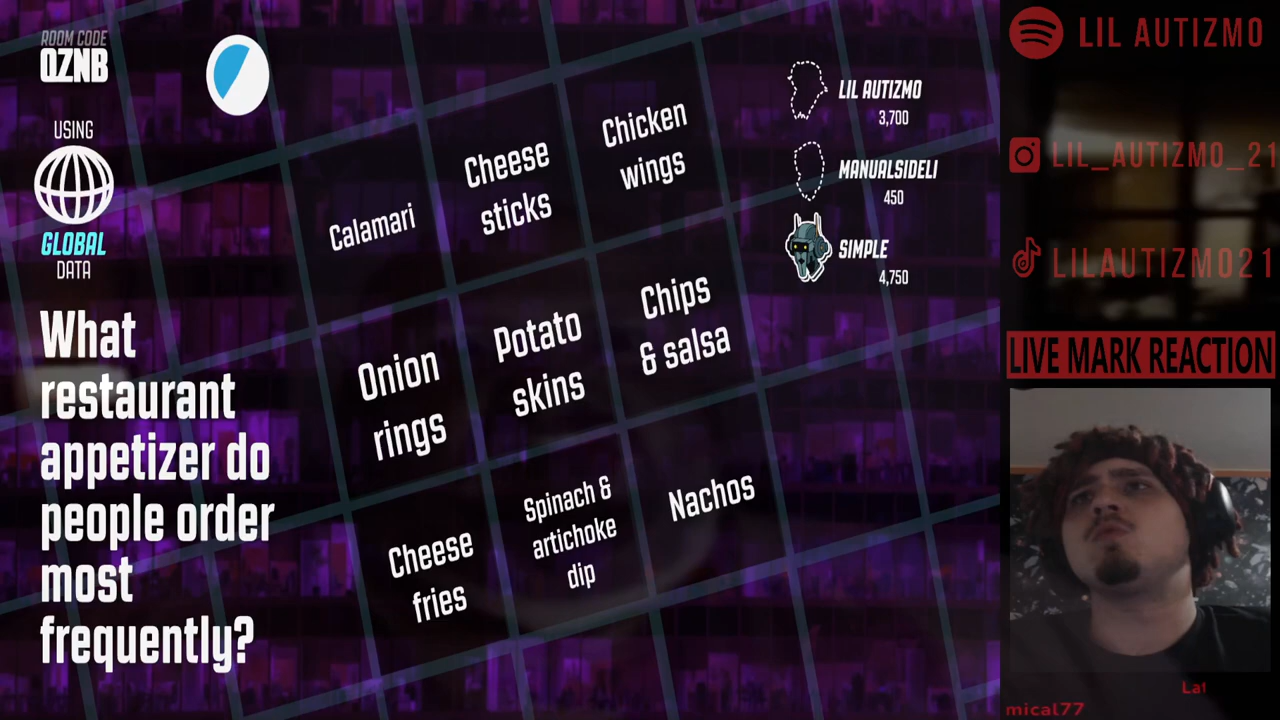 ROOM CODE
QZNB
USING
GLOBAL
DATA
What
restaurant
appetizer do
people order
most
frequently?
Calamari
Cheese
sticks
Chicken
wings
Onion
rings
Potato
skins
Chips
& salsa
Cheese
fries
Spinach &
artichoke
dip
Nachos
LIL AUTIZMO
3,700
MANUALSIDELI
450
SIMPLE
4,750
LIL AUTIZMO
LIL_AUTIZMO_21
LILAUTIZMO21
LIVE MARK REACTION
Lat
mical77